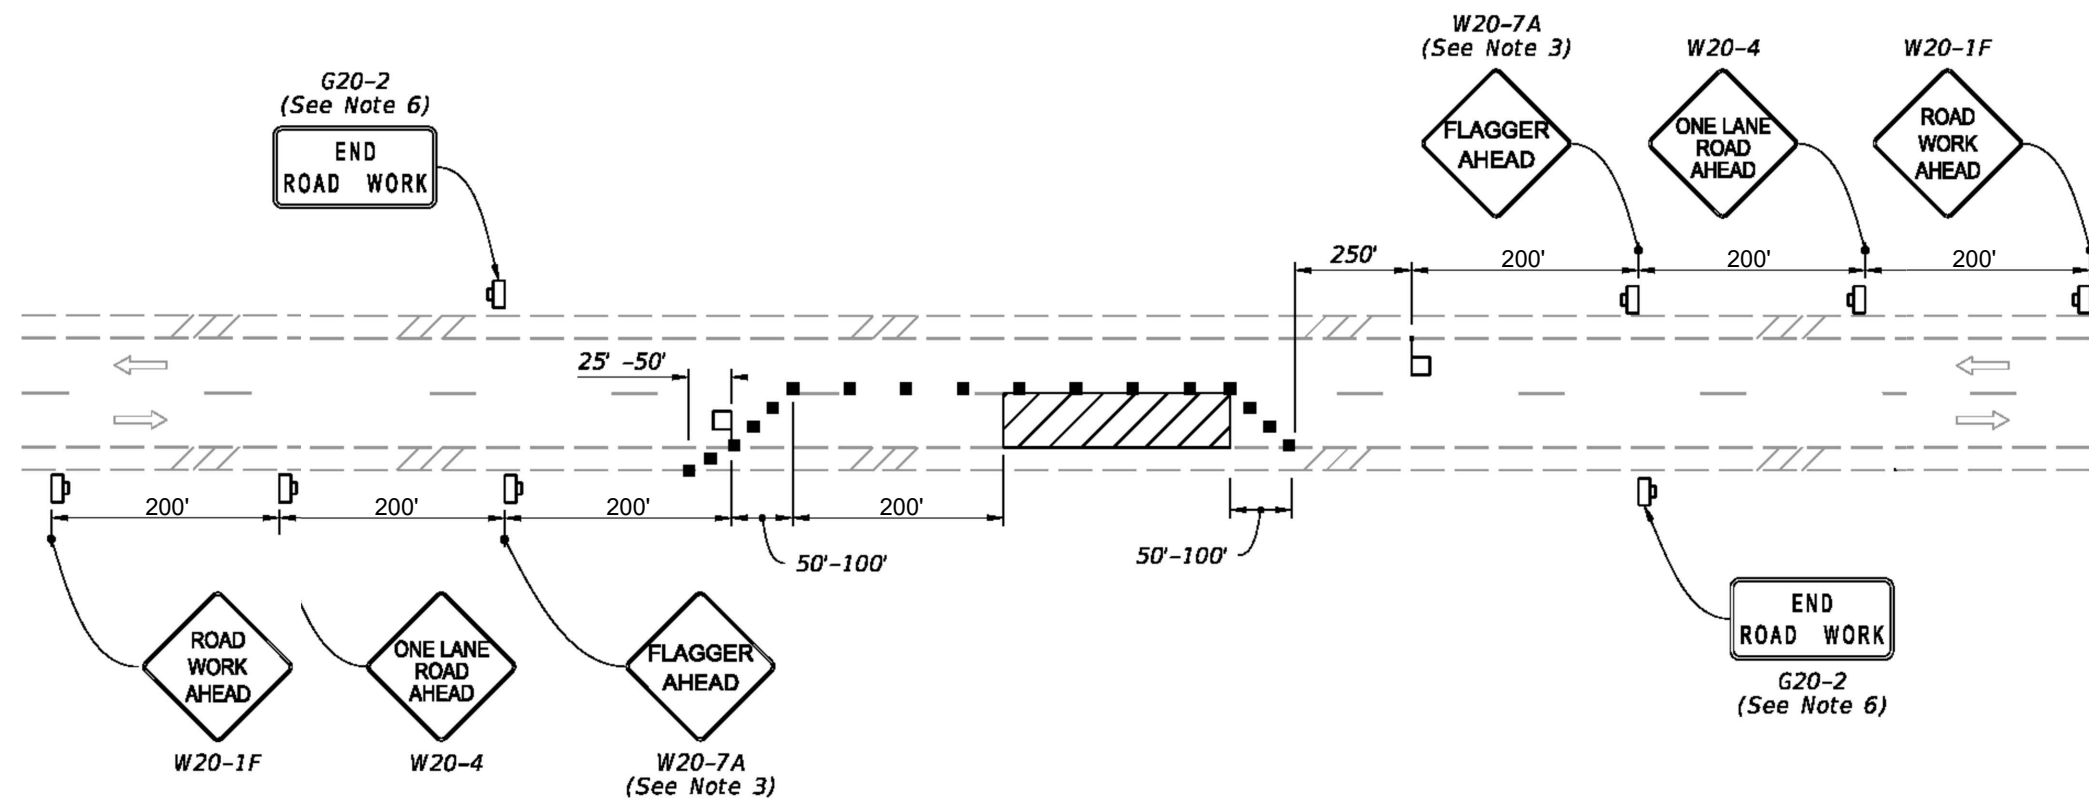 W20-7A
(See Note 3)
W20-4
W20-1F
G20-2
(See Note 6)
END
ROAD WORK
FLAGGER
AHEAD
ONE LANE
ROAD
AHEAD
ROAD
WORK
AHEAD
250'
200'
200'
200'
25' -50'
200'
200'
200'
200'
50'-100'
50'-100'
ROAD
WORK
AHEAD
ONE LANE
ROAD
AHEAD
FLAGGER
AHEAD
END
ROAD WORK
G20-2
(See Note 6)
W20-1F
W20-4
W20-7A
(See Note 3)